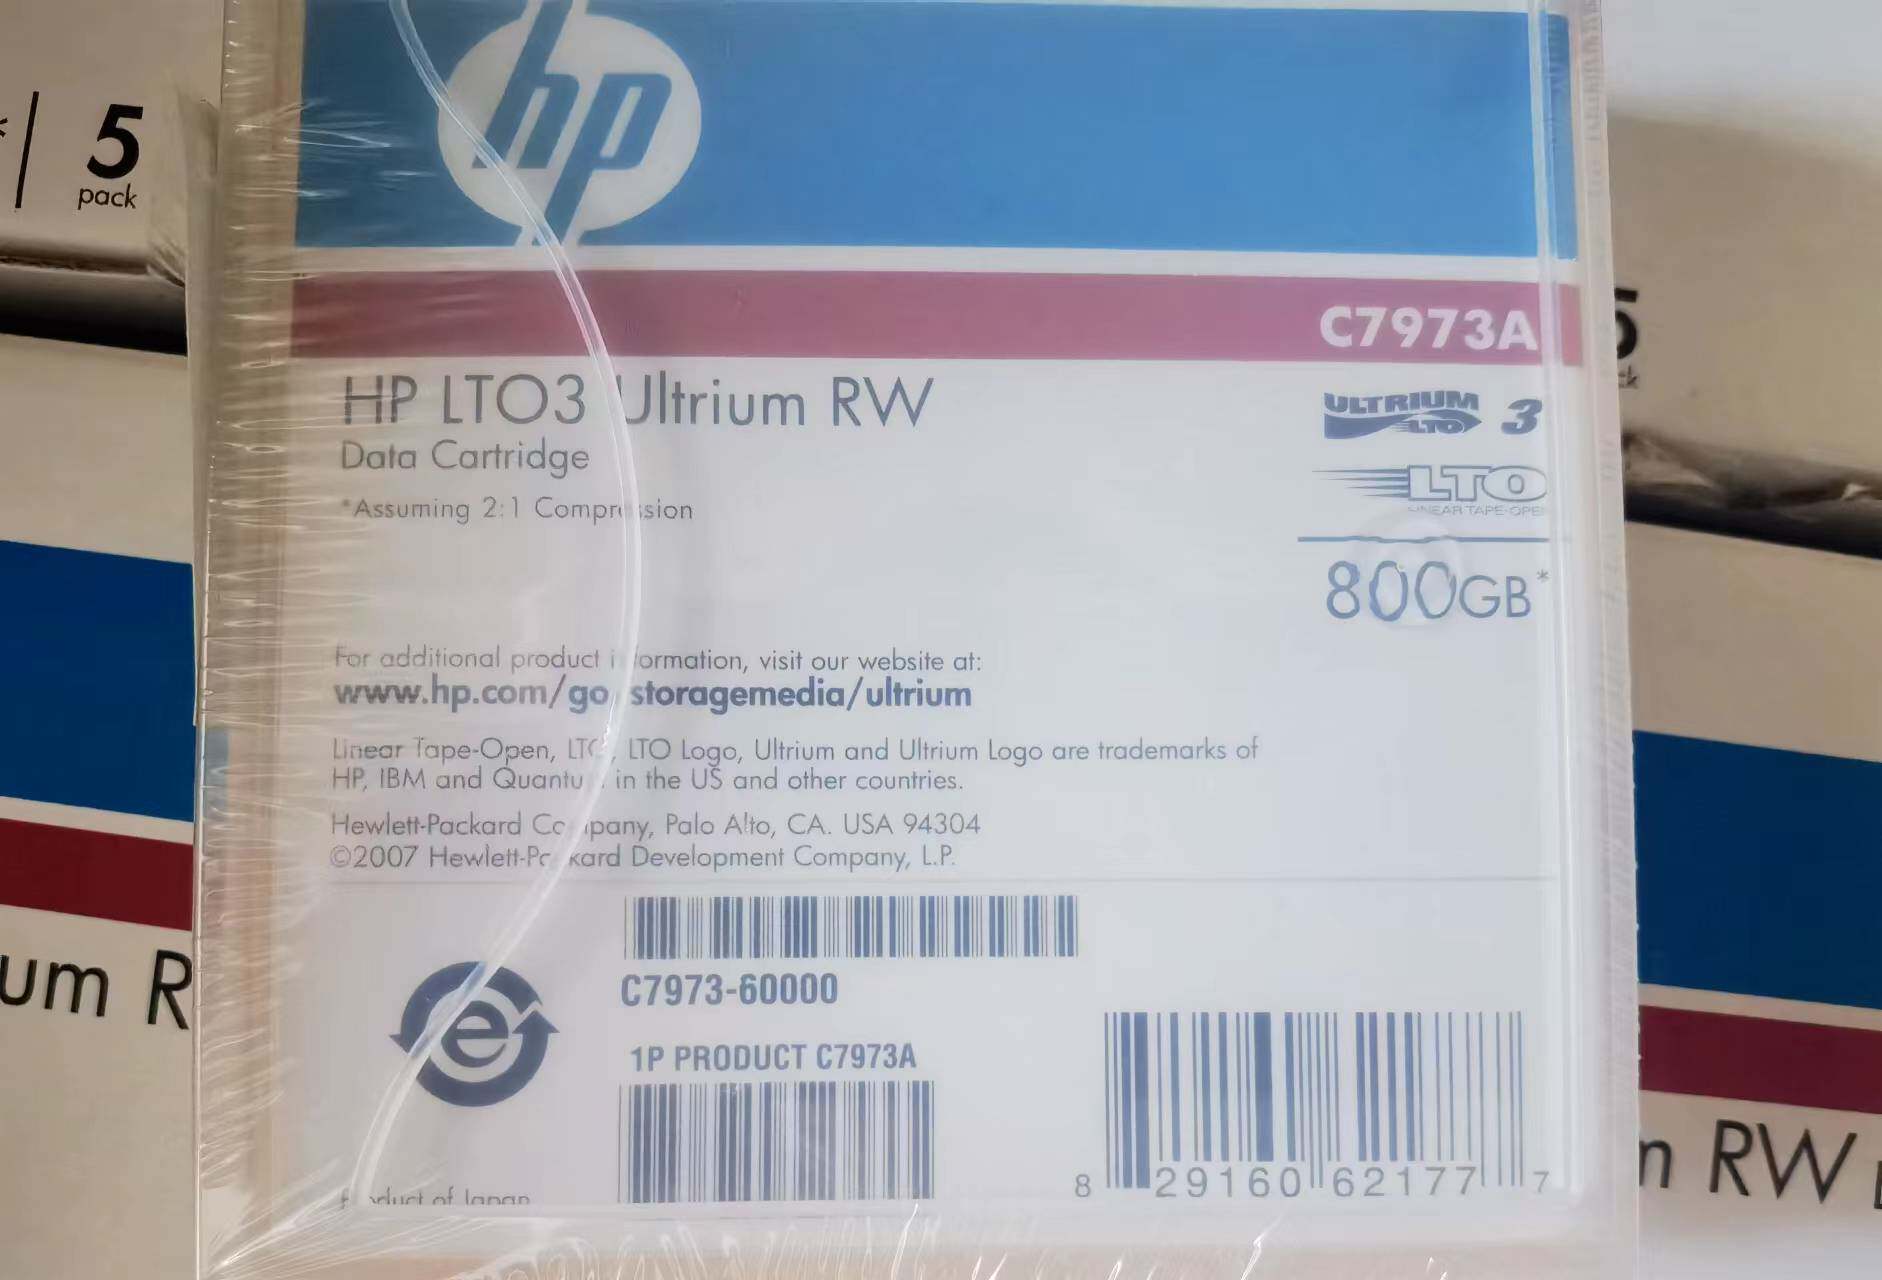 5
pack
hp
C7973A
HP LTO3 Ultrium RW
Data Cartridge
*Assuming 2:1 Compression
ULTRIUM
LTO
3
LTO
LINEAR TAPE-OPEN
800GB*
For additional product information, visit our website at:
www.hp.com/go/storagemedia/ultrium
Linear Tape-Open, LTO, LTO Logo, Ultrium and Ultrium Logo are trademarks of
HP, IBM and Quantum in the US and other countries.
Hewlett-Packard Company, Palo Alto, CA. USA 94304
©2007 Hewlett-Packard Development Company, L.P.
C7973-60000
e
1P PRODUCT C7973A
8 29160 62177 7
Product of Japan
um R
5
RW